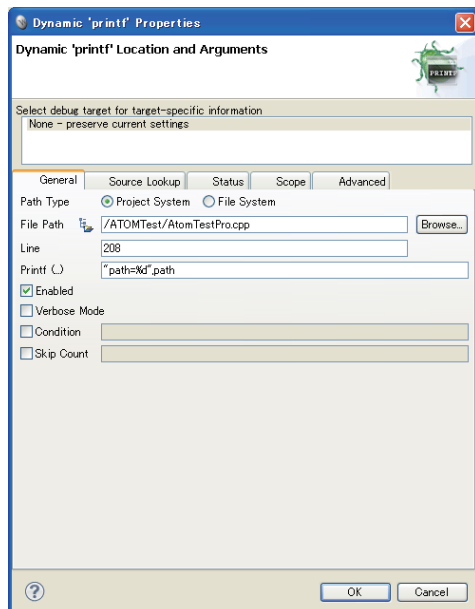 Dynamic 'printf' Properties
Dynamic 'printf' Location and Arguments
PRINTF
Select debug target for target-specific information
None - preserve current settings
General Source Lookup Status Scope Advanced
Path Type Project System File System
File Path /ATOMTest/AtomTestPro.cpp Browse...
Line 208
Printf (..) "path=%d",path
Enabled
Verbose Mode
Condition
Skip Count
? OK Cancel